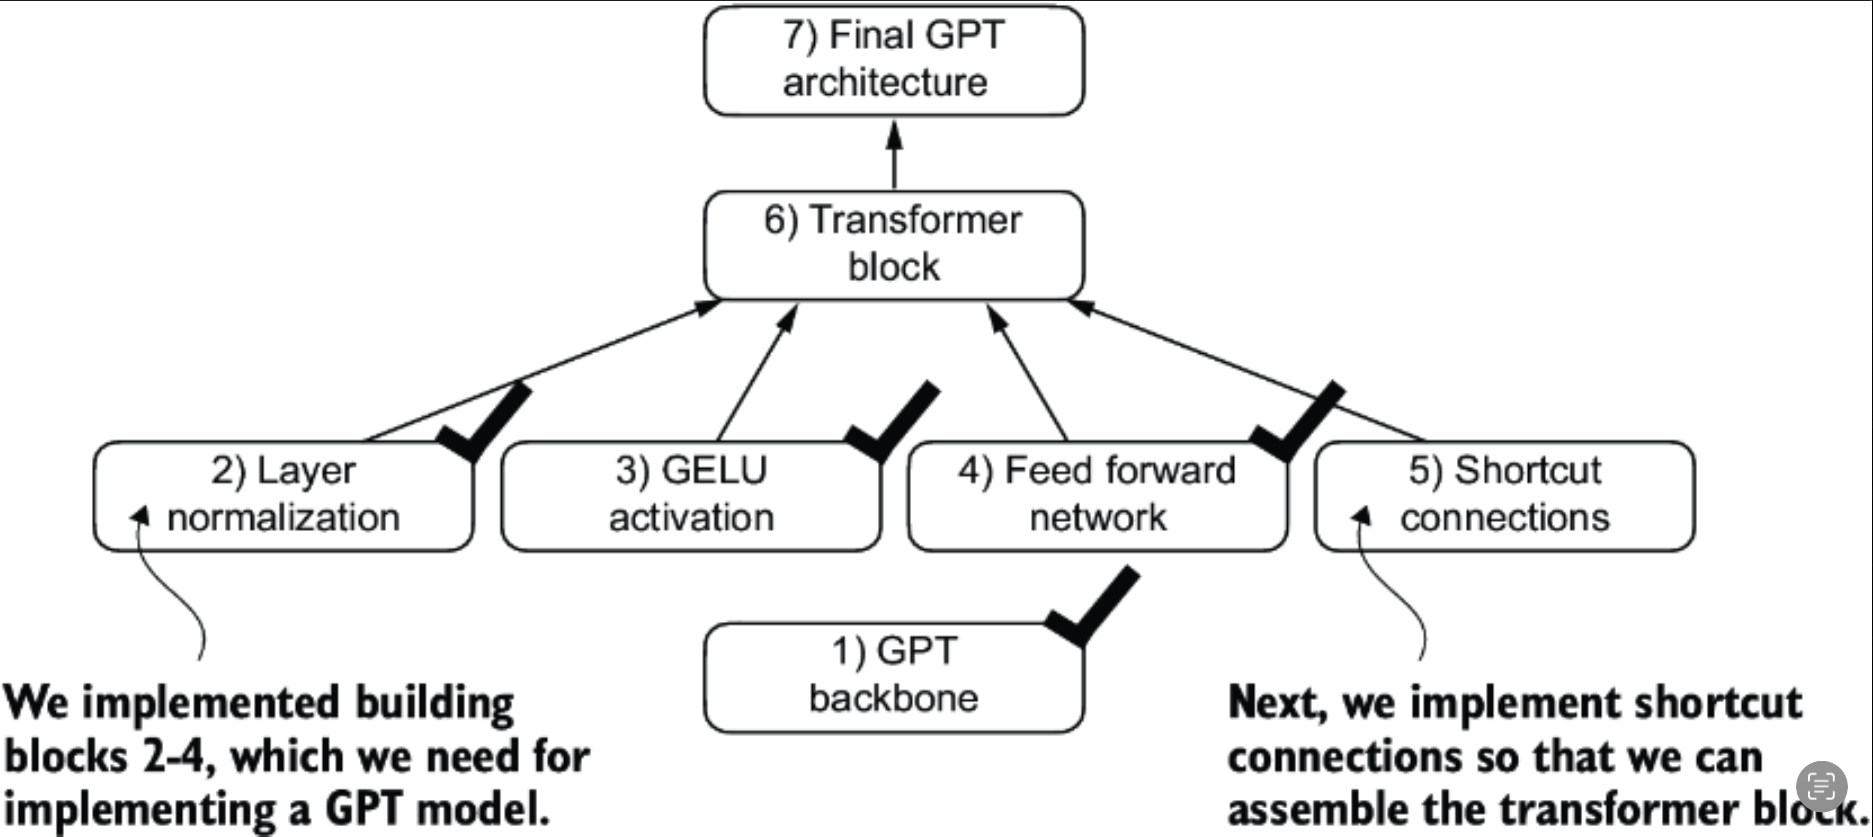 7) Final GPT
architecture
6) Transformer
block
2) Layer
normalization
3) GELU
activation
4) Feed forward
network
5) Shortcut
connections
1) GPT
backbone
We implemented building
blocks 2-4, which we need for
implementing a GPT model.
Next, we implement shortcut
connections so that we can
assemble the transformer block.